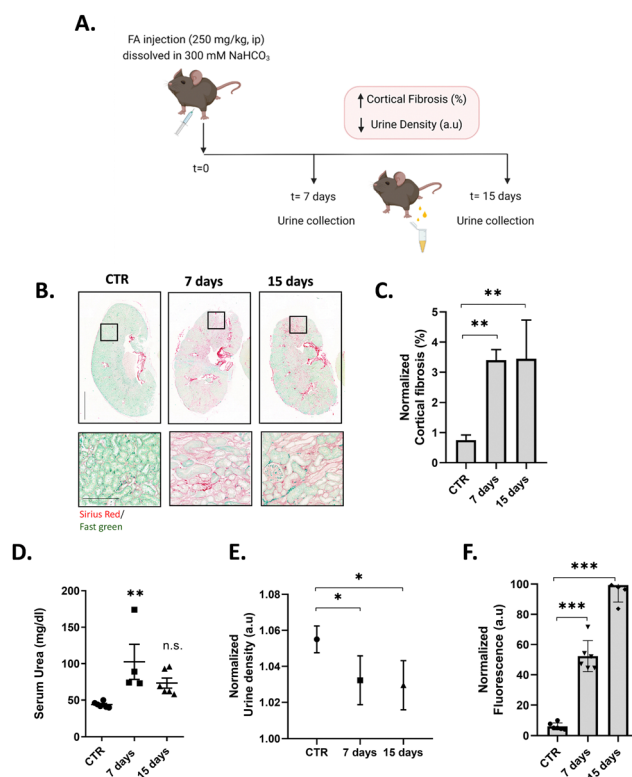 A.
FA injection (250 mg/kg, ip)
dissolved in 300 mM NaHCO₃
↑ Cortical Fibrosis (%)
↓ Urine Density (a.u)
t=0
t= 7 days
Urine collection
t= 15 days
Urine collection
B.
CTR
7 days
15 days
Sirius Red/
Fast green
C.
Normalized
Cortical fibrosis (%)
5
4
3
2
1
0
**
**
CTR
7 days
15 days
D.
Serum Urea (mg/dl)
200
150
100
50
0
**
n.s.
CTR
7 days
15 days
E.
Normalized
Urine density (a.u)
1.08
1.06
1.04
1.02
1.00
*
*
CTR
7 days
15 days
F.
Normalized
Fluorescence (a.u)
100
80
60
40
20
0
***
***
CTR
7 days
15 days